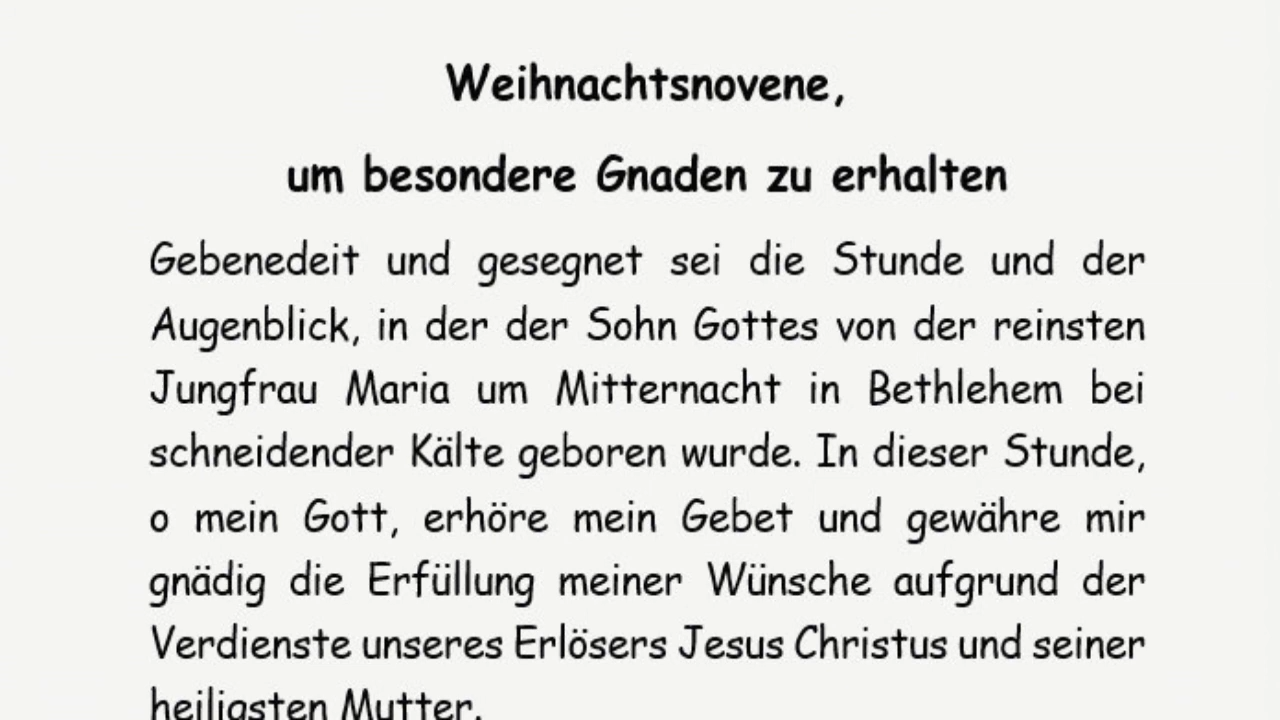 Weihnachtsnovene,
um besondere Gnaden zu erhalten
Gebenedeit und gesegnet sei die Stunde und der
Augenblick, in der der Sohn Gottes von der reinsten
Jungfrau Maria um Mitternacht in Bethlehem bei
schneidender Kälte geboren wurde. In dieser Stunde,
o mein Gott, erhöre mein Gebet und gewähre mir
gnädig die Erfüllung meiner Wünsche aufgrund der
Verdienste unseres Erlösers Jesus Christus und seiner
heiligsten Mutter.